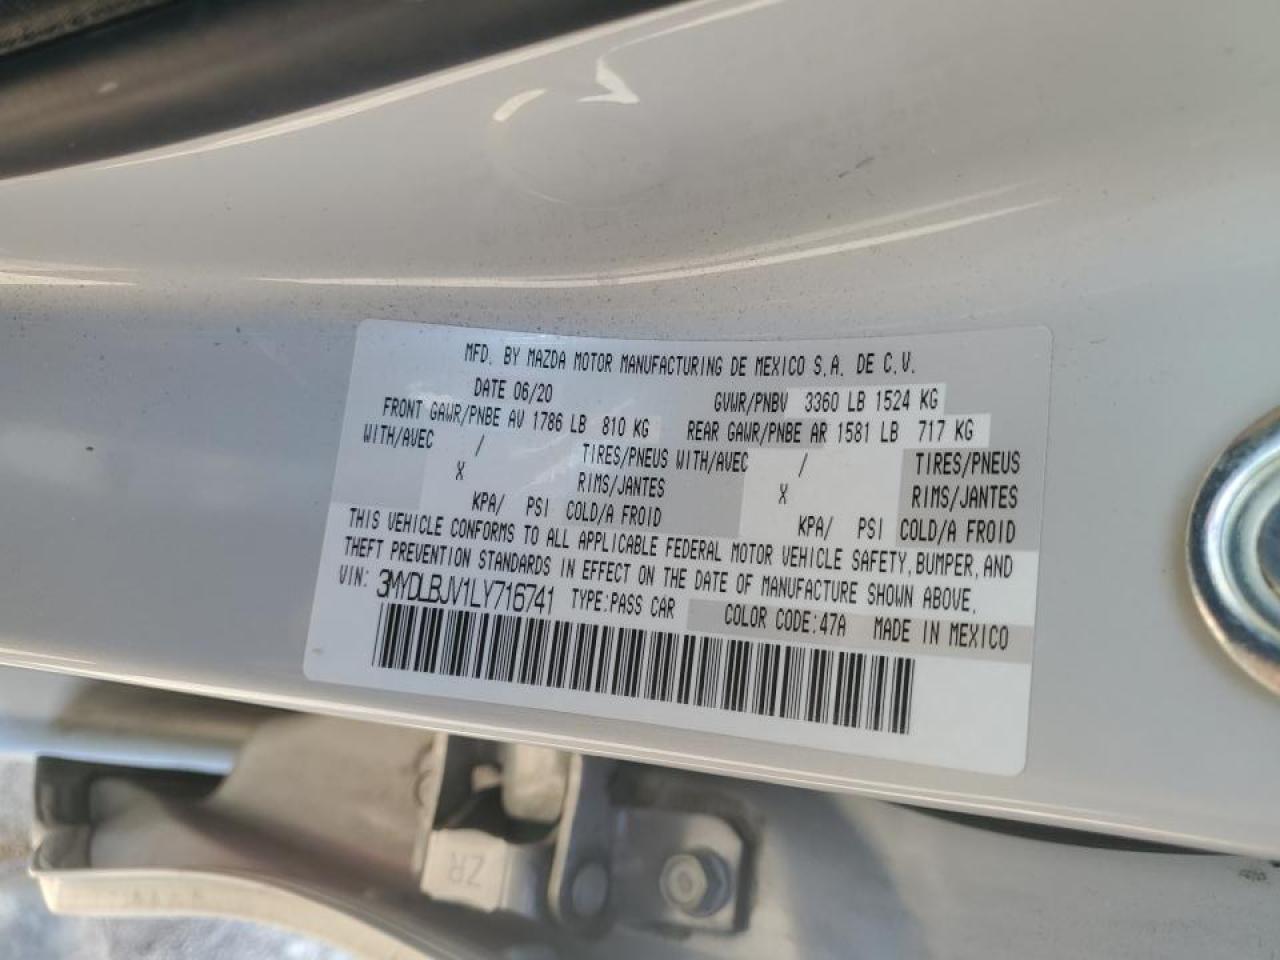 MFD. BY MAZDA MOTOR MANUFACTURING DE MEXICO S.A. DE C.V.
DATE 06/20 GVWR/PNBV 3360 LB 1524 KG
FRONT GAWR/PNBE AV 1786 LB 810 KG REAR GAWR/PNBE AR 1581 LB 717 KG
WITH/AVEC / TIRES/PNEUS WITH/AVEC / TIRES/PNEUS
X RIMS/JANTES X RIMS/JANTES
KPA/ PSI COLD/A FROID KPA/ PSI COLD/A FROID
THIS VEHICLE CONFORMS TO ALL APPLICABLE FEDERAL MOTOR VEHICLE SAFETY, BUMPER, AND
THEFT PREVENTION STANDARDS IN EFFECT ON THE DATE OF MANUFACTURE SHOWN ABOVE.
VIN: 3MYDLBJV1LY716741 TYPE:PASS CAR COLOR CODE:47A MADE IN MEXICO
ZR